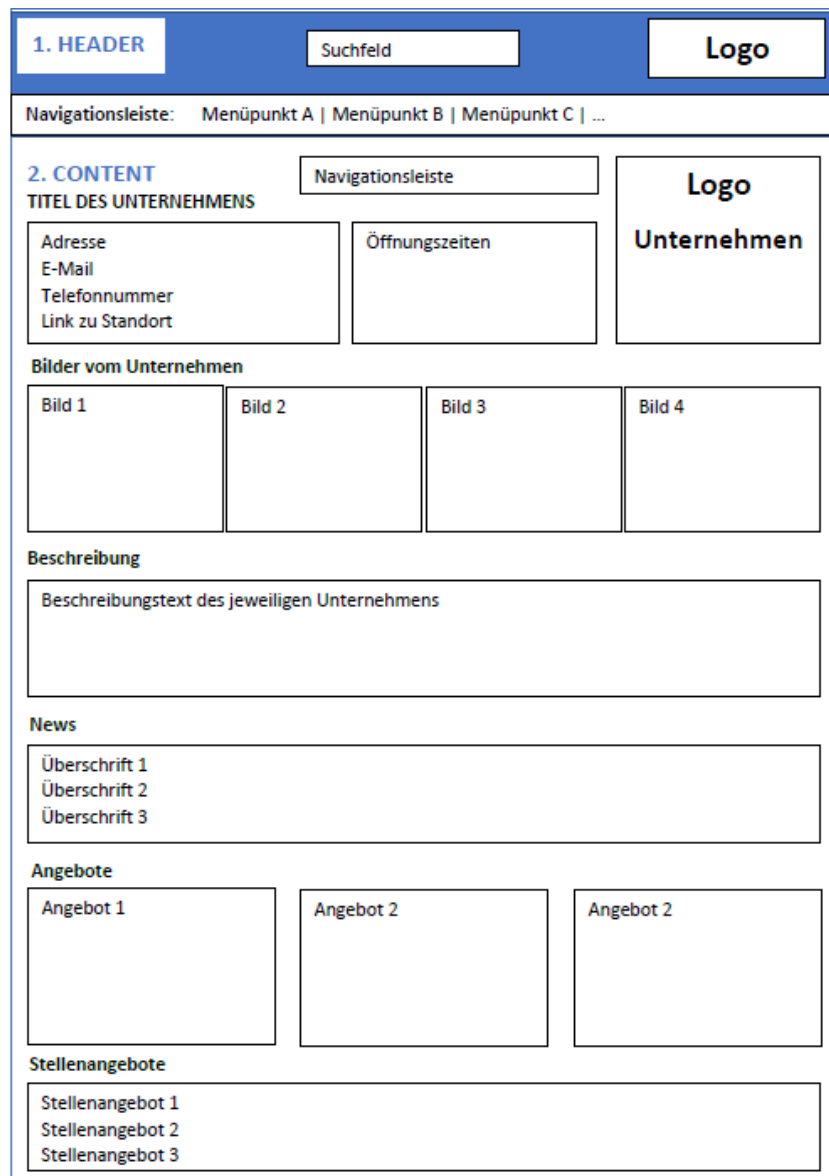 1. HEADER
Suchfeld
Logo
Navigationsleiste: Menüpunkt A | Menüpunkt B | Menüpunkt C | ...
2. CONTENT
TITEL DES UNTERNEHMENS
Navigationsleiste
Logo
Unternehmen
Adresse
E-Mail
Telefonnummer
Link zu Standort
Öffnungszeiten
Bilder vom Unternehmen
Bild 1
Bild 2
Bild 3
Bild 4
Beschreibung
Beschreibungstext des jeweiligen Unternehmens
News
Überschrift 1
Überschrift 2
Überschrift 3
Angebote
Angebot 1
Angebot 2
Angebot 2
Stellenangebote
Stellenangebot 1
Stellenangebot 2
Stellenangebot 3